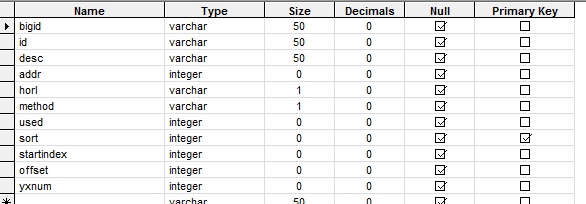 Name Type Size Decimals Null Primary Key
bigid varchar 50 0
id varchar 50 0
desc varchar 50 0
addr integer 0 0
horl varchar 1 0
method varchar 1 0
used integer 0 0
sort integer 0 0
startindex integer 0 0
offset integer 0 0
yxnum integer 0 0
varchar 50 0